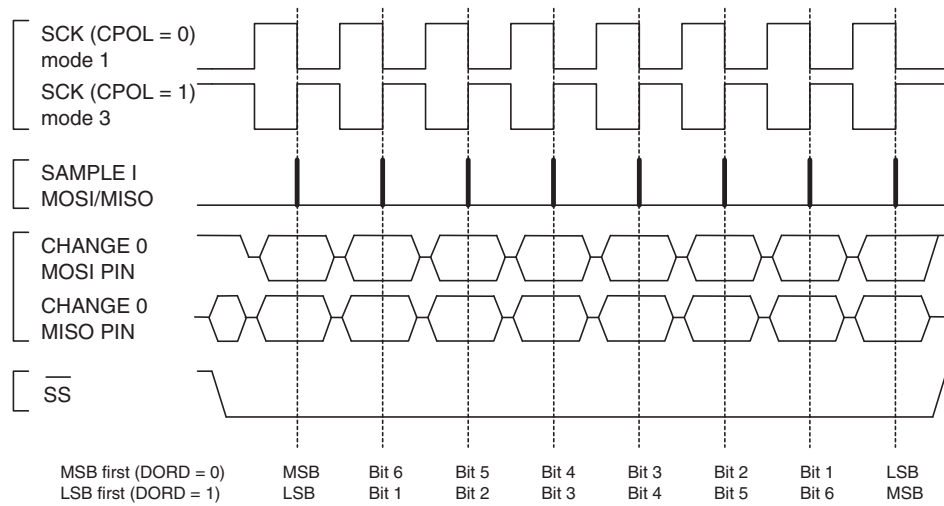 SCK (CPOL = 0)
mode 1
SCK (CPOL = 1)
mode 3
SAMPLE I
MOSI/MISO
CHANGE 0
MOSI PIN
CHANGE 0
MISO PIN
SS
MSB first (DORD = 0) MSB Bit 6 Bit 5 Bit 4 Bit 3 Bit 2 Bit 1 LSB
LSB first (DORD = 1) LSB Bit 1 Bit 2 Bit 3 Bit 4 Bit 5 Bit 6 MSB